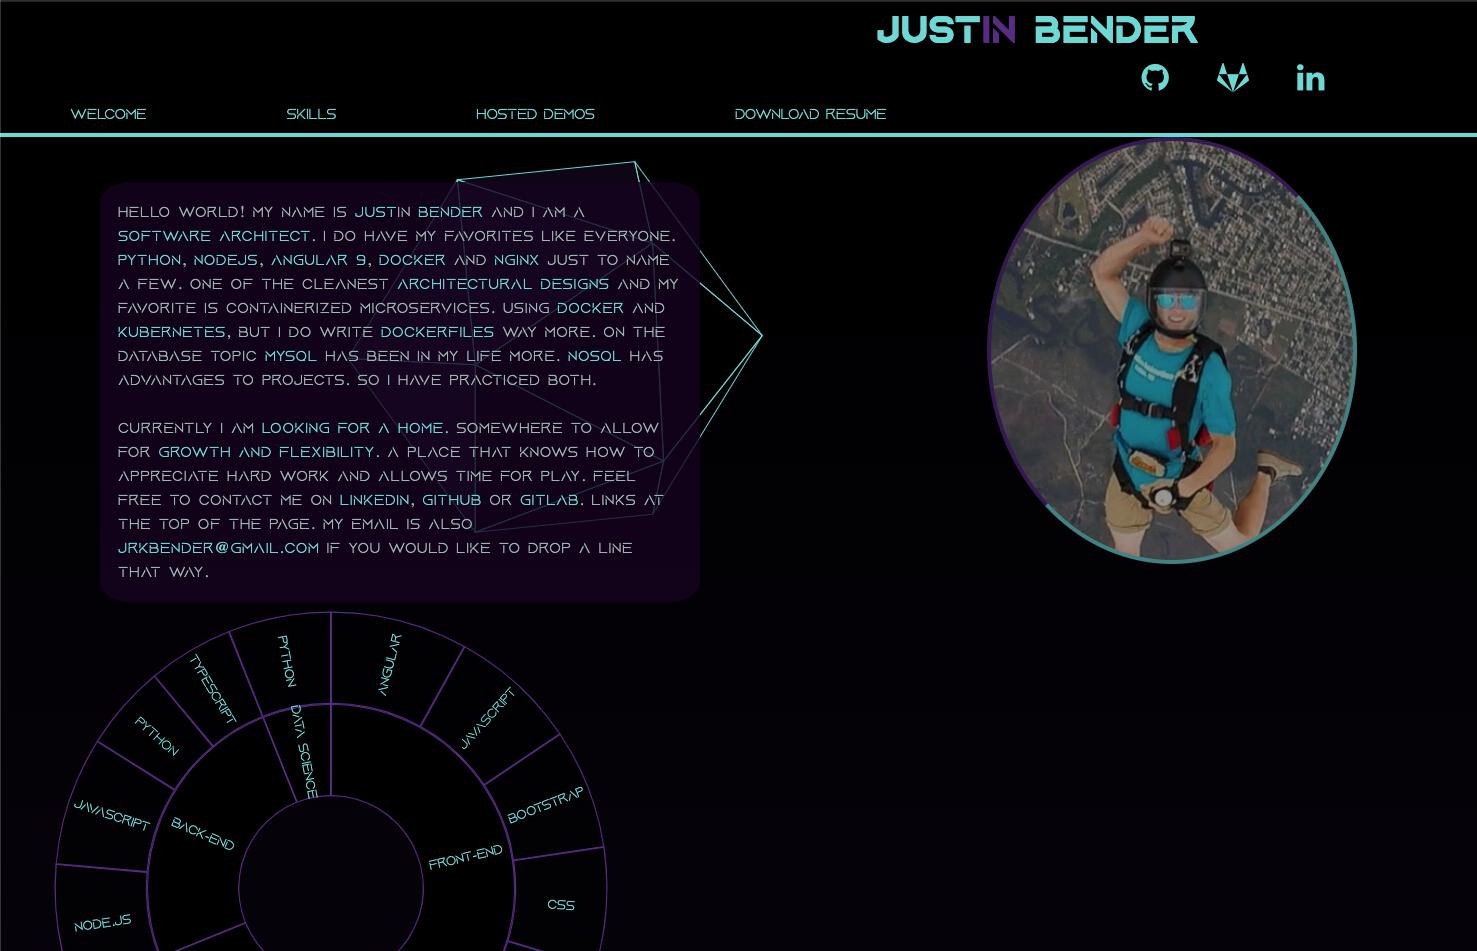 JUSTIN BENDER
in
WELCOME SKILLS HOSTED DEMOS DOWNLOAD RESUME
HELLO WORLD! MY NAME IS JUSTIN BENDER AND I AM A
SOFTWARE ARCHITECT. I DO HAVE MY FAVORITES LIKE EVERYONE.
PYTHON, NODEJS, ANGULAR 9, DOCKER AND NGINX JUST TO NAME
A FEW. ONE OF THE CLEANEST ARCHITECTURAL DESIGNS AND MY
FAVORITE IS CONTAINERIZED MICROSERVICES. USING DOCKER AND
KUBERNETES, BUT I DO WRITE DOCKERFILES WAY MORE. ON THE
DATABASE TOPIC MYSQL HAS BEEN IN MY LIFE MORE. NOSQL HAS
ADVANTAGES TO PROJECTS. SO I HAVE PRACTICED BOTH.
CURRENTLY I AM LOOKING FOR A HOME. SOMEWHERE TO ALLOW
FOR GROWTH AND FLEXIBILITY. A PLACE THAT KNOWS HOW TO
APPRECIATE HARD WORK AND ALLOWS TIME FOR PLAY. FEEL
FREE TO CONTACT ME ON LINKEDIN, GITHUB OR GITLAB. LINKS AT
THE TOP OF THE PAGE. MY EMAIL IS ALSO
JRKBENDER@GMAIL.COM IF YOU WOULD LIKE TO DROP A LINE
THAT WAY.
PYTHON
ANGULAR
TYPESCRIPT
JAVASCRIPT
PYTHON
DATA SCIENCE
BOOTSTRAP
JAVASCRIPT
BACK-END
FRONT-END
CSS
NODE.JS